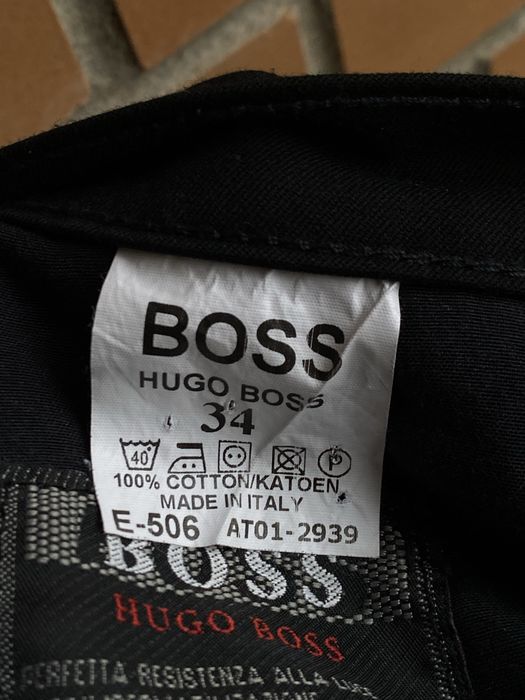 BOSS
HUGO BOSS
34
40°
P
100% COTTON/KATOEN
MADE IN ITALY
E-506 AT01-2939
BOSS
HUGO BOSS
PERFETTA RESISTENZA ALLA